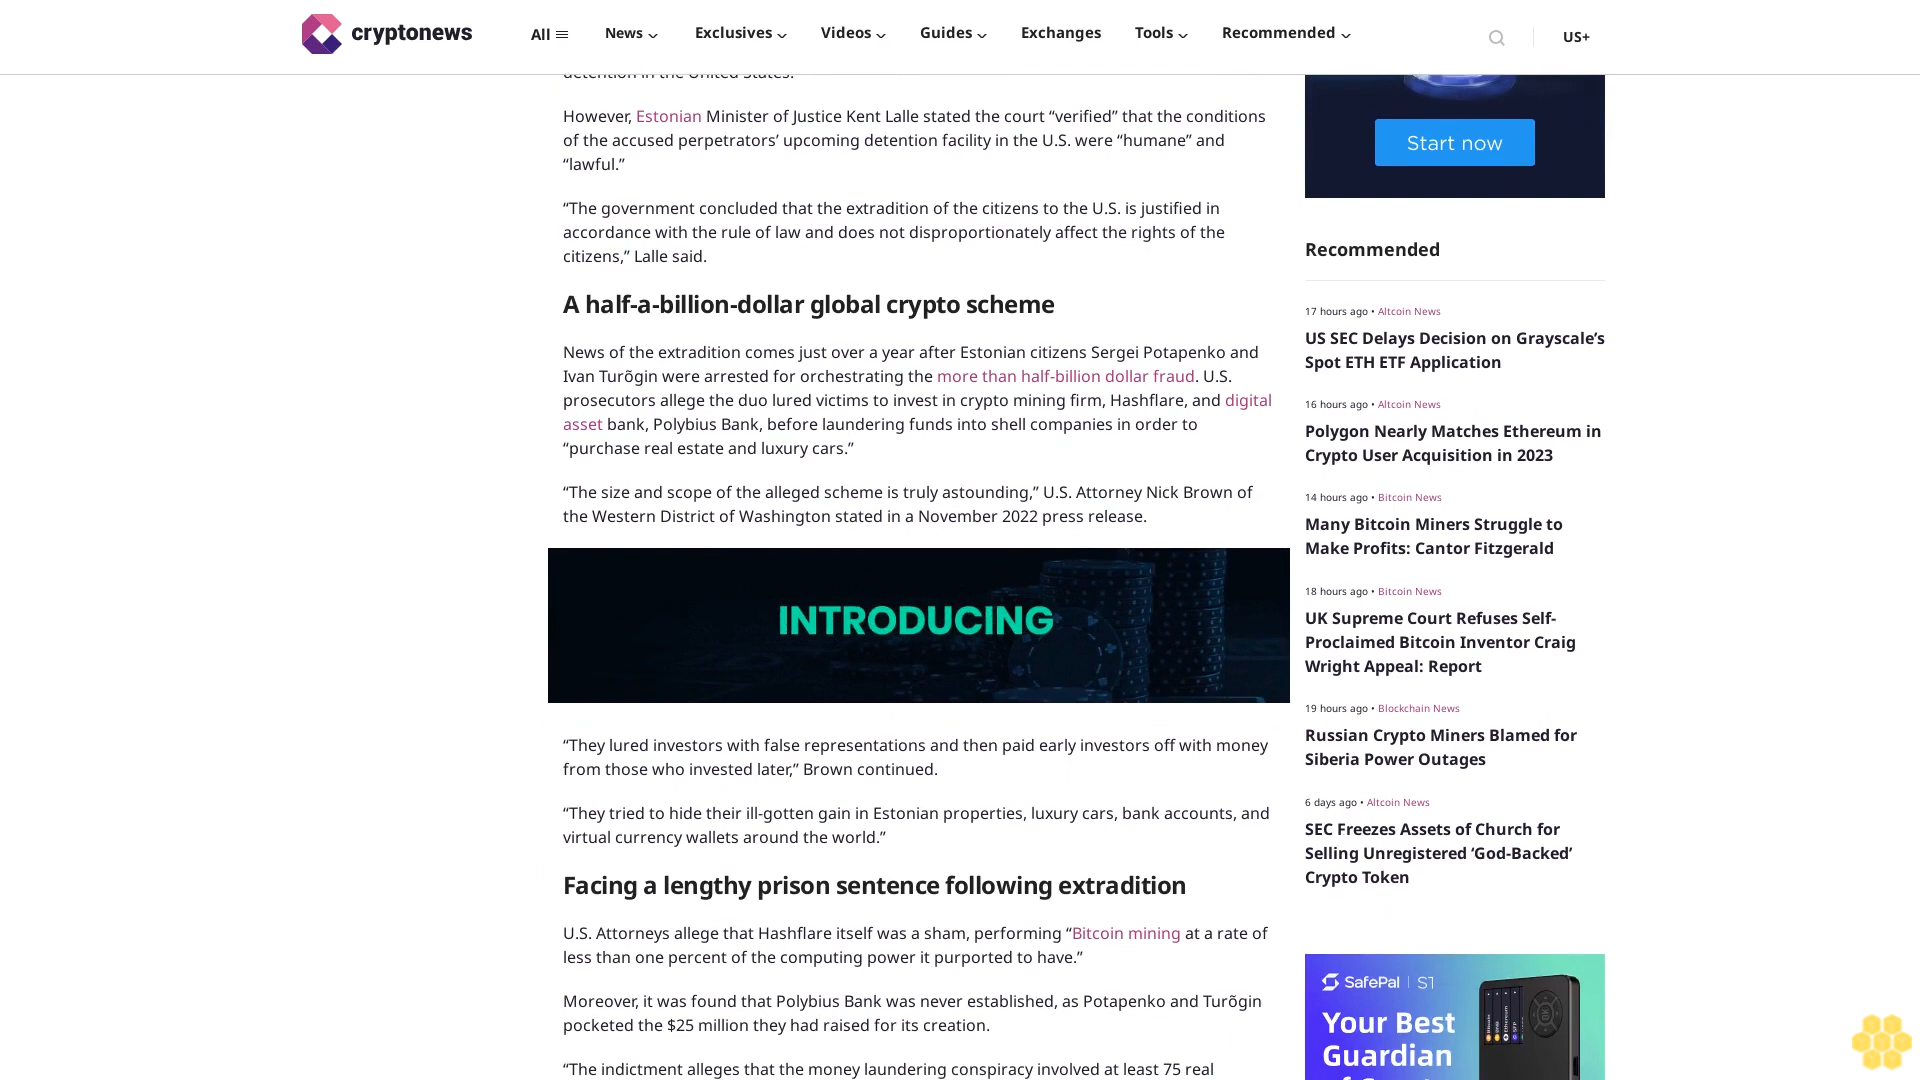 cryptonews
All
News
Exclusives
Videos
Guides
Exchanges
Tools
Recommended
US+
detention in the United States.
However, Estonian Minister of Justice Kent Lalle stated the court “verified” that the conditions
of the accused perpetrators’ upcoming detention facility in the U.S. were “humane” and
“lawful.”
“The government concluded that the extradition of the citizens to the U.S. is justified in
accordance with the rule of law and does not disproportionately affect the rights of the
citizens,” Lalle said.
A half-a-billion-dollar global crypto scheme
News of the extradition comes just over a year after Estonian citizens Sergei Potapenko and
Ivan Turõgin were arrested for orchestrating the more than half-billion dollar fraud. U.S.
prosecutors allege the duo lured victims to invest in crypto mining firm, Hashflare, and digital
asset bank, Polybius Bank, before laundering funds into shell companies in order to
“purchase real estate and luxury cars.”
“The size and scope of the alleged scheme is truly astounding,” U.S. Attorney Nick Brown of
the Western District of Washington stated in a November 2022 press release.
INTRODUCING
“They lured investors with false representations and then paid early investors off with money
from those who invested later,” Brown continued.
“They tried to hide their ill-gotten gain in Estonian properties, luxury cars, bank accounts, and
virtual currency wallets around the world.”
Facing a lengthy prison sentence following extradition
U.S. Attorneys allege that Hashflare itself was a sham, performing “Bitcoin mining at a rate of
less than one percent of the computing power it purported to have.”
Moreover, it was found that Polybius Bank was never established, as Potapenko and Turõgin
pocketed the $25 million they had raised for its creation.
“The indictment alleges that the money laundering conspiracy involved at least 75 real
Start now
Recommended
17 hours ago • Altcoin News
US SEC Delays Decision on Grayscale’s
Spot ETH ETF Application
16 hours ago • Altcoin News
Polygon Nearly Matches Ethereum in
Crypto User Acquisition in 2023
14 hours ago • Bitcoin News
Many Bitcoin Miners Struggle to
Make Profits: Cantor Fitzgerald
18 hours ago • Bitcoin News
UK Supreme Court Refuses Self-
Proclaimed Bitcoin Inventor Craig
Wright Appeal: Report
19 hours ago • Blockchain News
Russian Crypto Miners Blamed for
Siberia Power Outages
6 days ago • Altcoin News
SEC Freezes Assets of Church for
Selling Unregistered ‘God-Backed’
Crypto Token
SafePal | S1
Your Best
Guardian